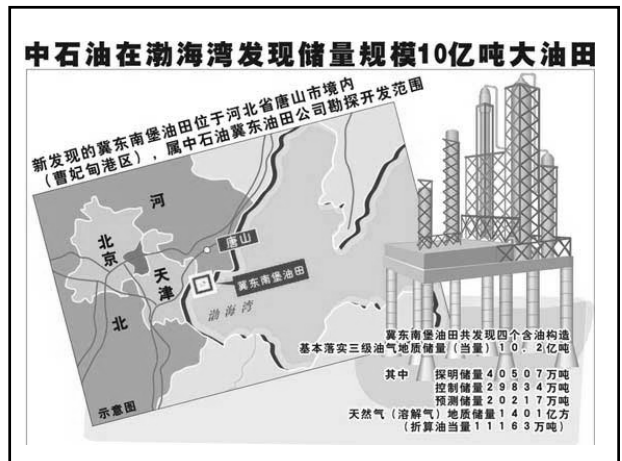 中石油在渤海湾发现储量规模10亿吨大油田
新发现的冀东南堡油田位于河北省唐山市境内
（曹妃甸港区），属中石油冀东油田公司勘探开发范围
河
北京
唐山
天津
冀东南堡油田
渤海湾
北
示意图
冀东南堡油田共发现四个含油构造
基本落实三级油气地质储量（当量）10.2亿吨
其中 探明储量40507万吨
控制储量29834万吨
预测储量20217万吨
天然气（溶解气）地质储量1401亿方
（折算油当量11163万吨）